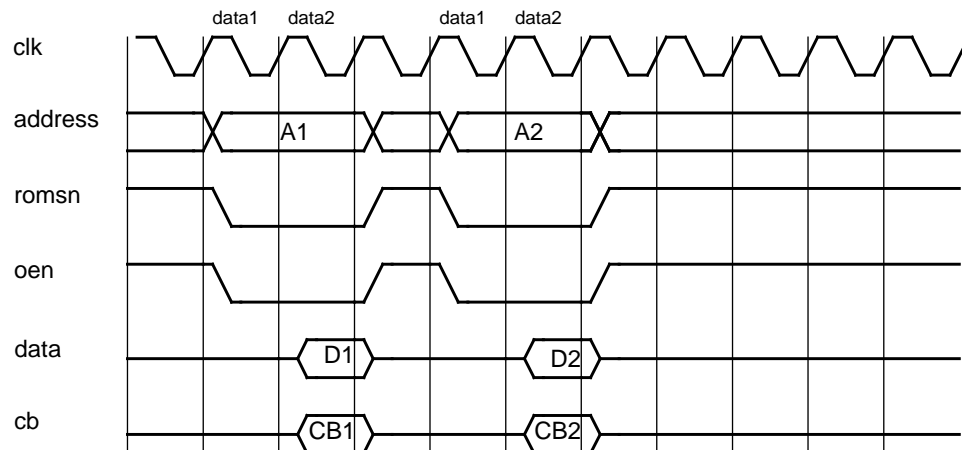 data1 data2 data1 data2
clk
address A1 A2
romsn
oen
data D1 D2
cb CB1 CB2